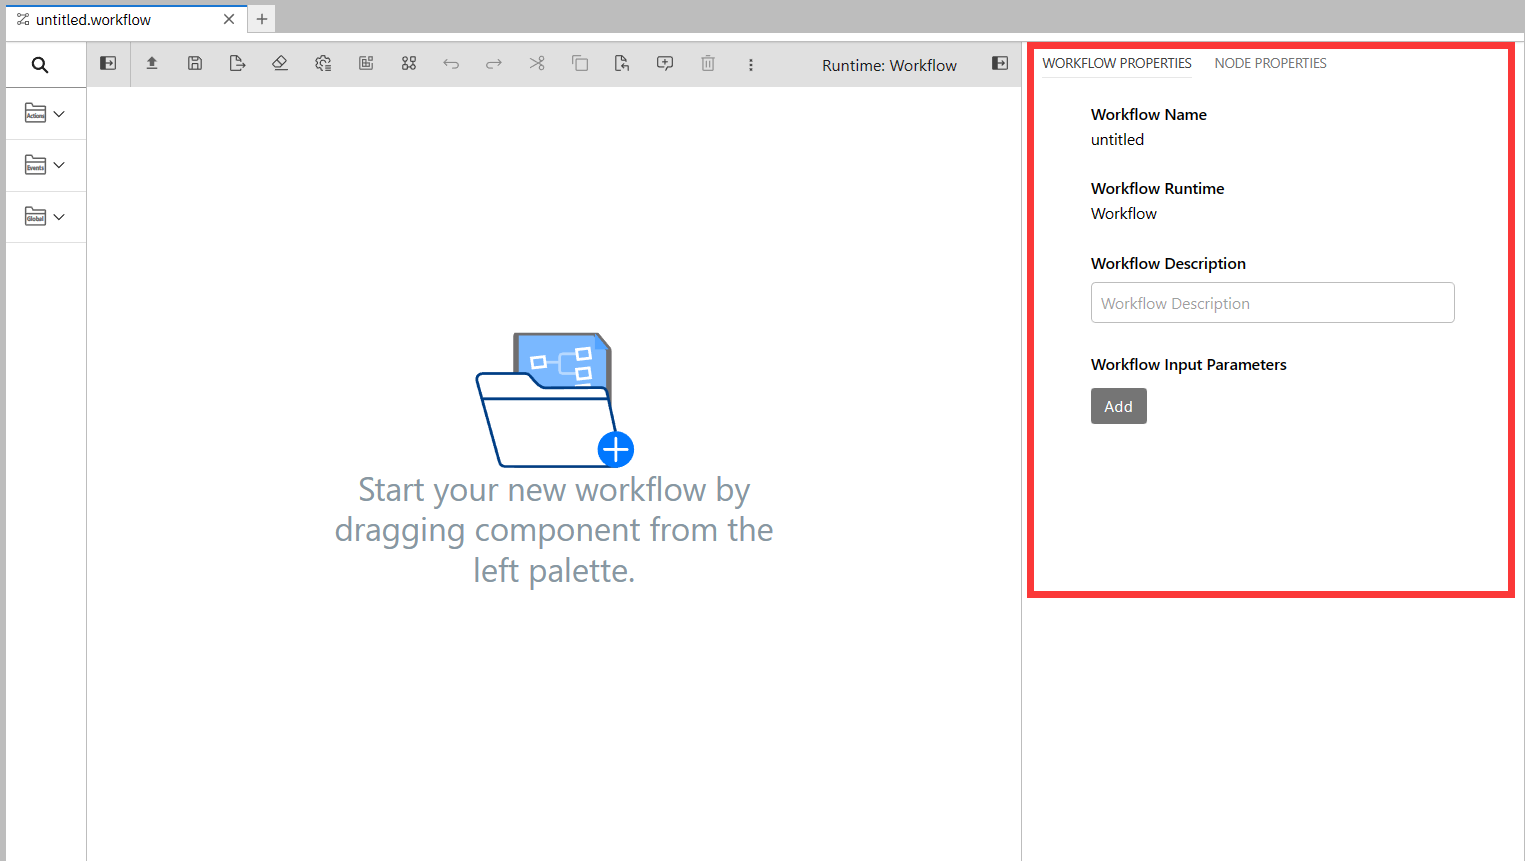 untitled.workflow
Runtime: Workflow
Actions
Events
Global
Start your new workflow by
dragging component from the
left palette.
WORKFLOW PROPERTIES NODE PROPERTIES
Workflow Name
untitled
Workflow Runtime
Workflow
Workflow Description
Workflow Description
Workflow Input Parameters
Add